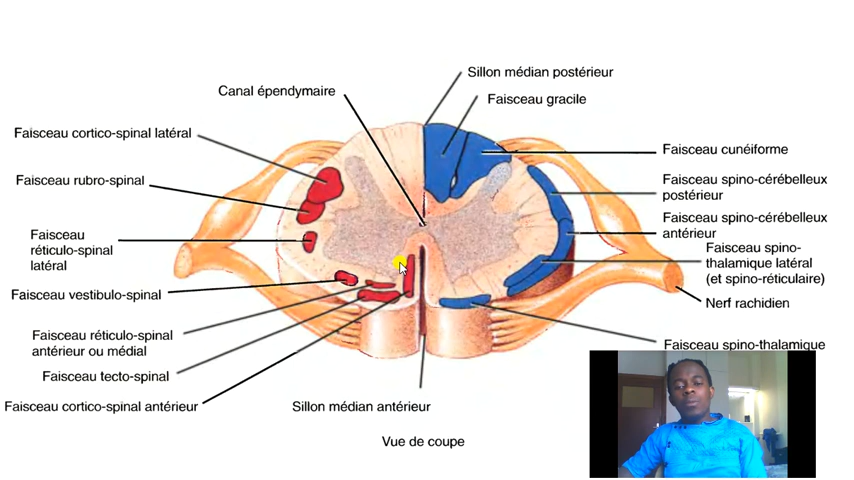 Sillon médian postérieur
Canal épendymaire
Faisceau gracile
Faisceau cortico-spinal latéral
Faisceau cunéiforme
Faisceau rubro-spinal
Faisceau spino-cérébelleux
postérieur
Faisceau spino-cérébelleux
antérieur
Faisceau
réticulo-spinal
latéral
Faisceau spino-
thalamique latéral
(et spino-réticulaire)
Faisceau vestibulo-spinal
Nerf rachidien
Faisceau réticulo-spinal
antérieur ou médial
Faisceau spino-thalamique
Faisceau tecto-spinal
Faisceau cortico-spinal antérieur
Sillon médian antérieur
Vue de coupe